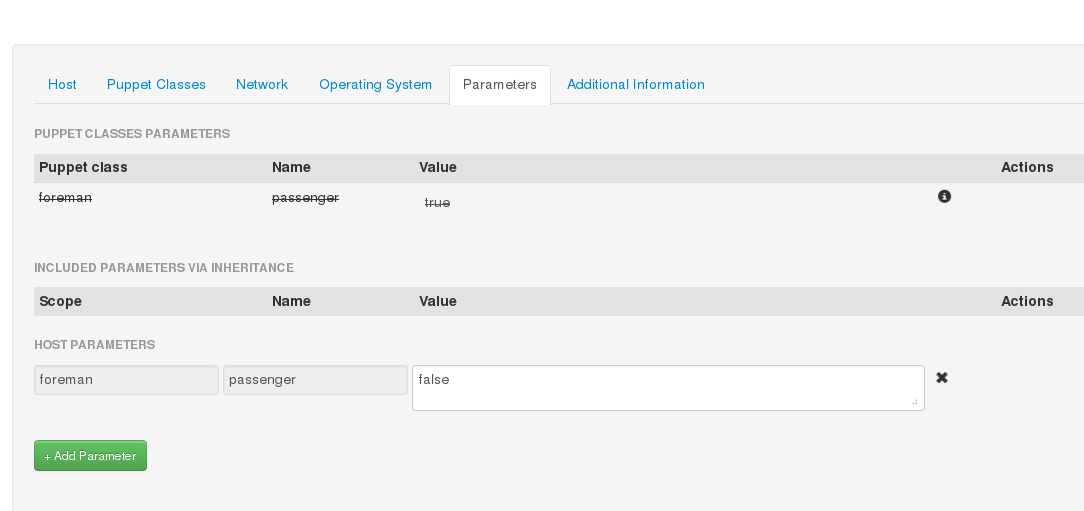 Host Puppet Classes Network Operating System Parameters Additional Information
PUPPET CLASSES PARAMETERS
Puppet class Name Value Actions
foreman passenger true
INCLUDED PARAMETERS VIA INHERITANCE
Scope Name Value Actions
HOST PARAMETERS
foreman passenger false
+ Add Parameter